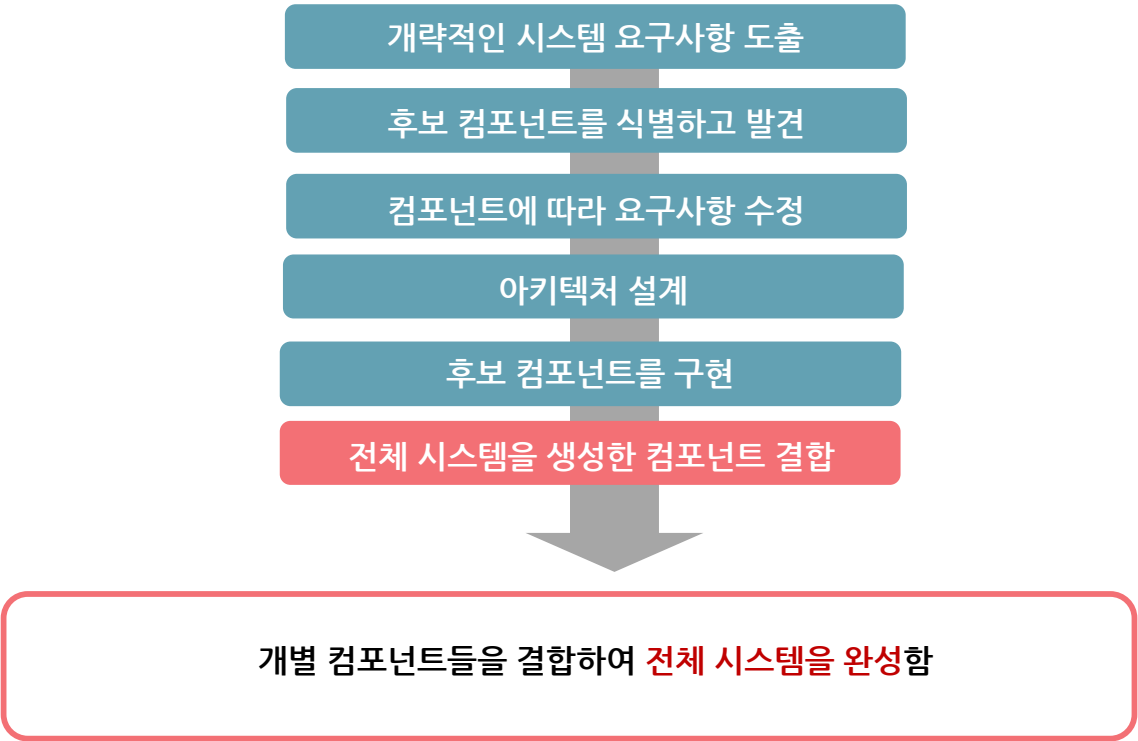 개략적인 시스템 요구사항 도출
후보 컴포넌트를 식별하고 발견
컴포넌트에 따라 요구사항 수정
아키텍처 설계
후보 컴포넌트를 구현
전체 시스템을 생성한 컴포넌트 결합
개별 컴포넌트들을 결합하여 전체 시스템을 완성함